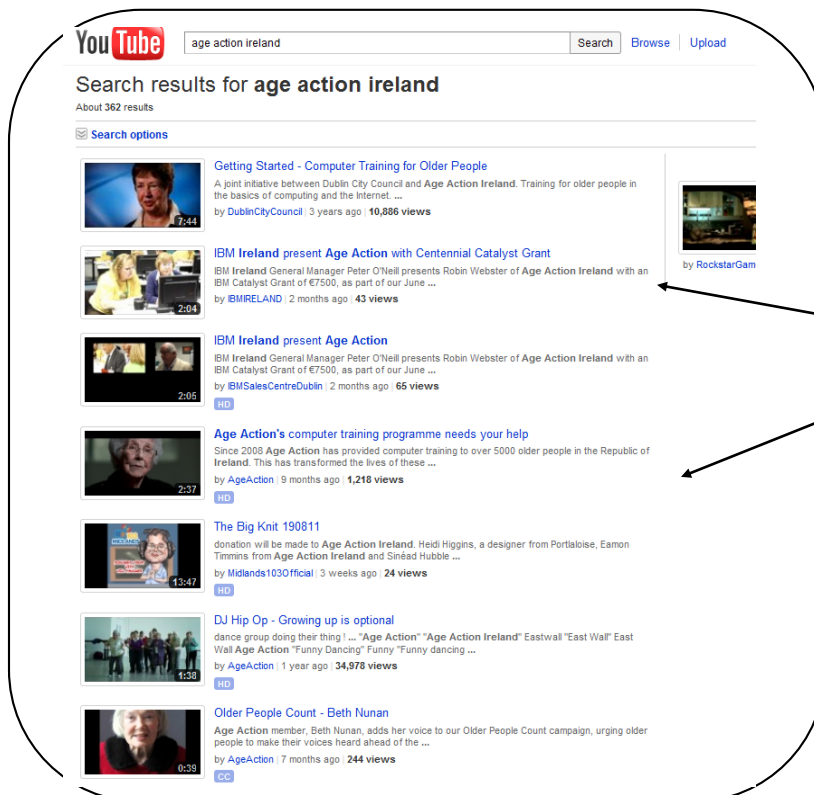 YouTube age action ireland Search Browse Upload
Search results for age action ireland
About 362 results
Search options
7:44
Getting Started - Computer Training for Older People
A joint initiative between Dublin City Council and Age Action Ireland. Training for older people in
the basics of computing and the Internet. ...
by DublinCityCouncil | 3 years ago | 10,886 views
by RockstarGam
2:04
IBM Ireland present Age Action with Centennial Catalyst Grant
IBM Ireland General Manager Peter O'Neill presents Robin Webster of Age Action Ireland with an
IBM Catalyst Grant of €7500, as part of our June ...
by IBMIRELAND | 2 months ago | 43 views
2:05
IBM Ireland present Age Action
IBM Ireland General Manager Peter O'Neill presents Robin Webster of Age Action Ireland with an
IBM Catalyst Grant of €7500, as part of our June ...
by IBMSalesCentreDublin | 2 months ago | 65 views
HD
2:37
Age Action's computer training programme needs your help
Since 2008 Age Action has provided computer training to over 5000 older people in the Republic of
Ireland. This has transformed the lives of these ...
by AgeAction | 9 months ago | 1,218 views
HD
13:47
The Big Knit 190811
donation will be made to Age Action Ireland. Heidi Higgins, a designer from Portlaloise, Eamon
Timmins from Age Action Ireland and Sinéad Hubble ...
by Midlands103Official | 3 weeks ago | 24 views
HD
1:38
DJ Hip Op - Growing up is optional
dance group doing their thing ! ... "Age Action" "Age Action Ireland" Eastwall "East Wall" East
Wall Age Action "Funny Dancing" Funny "Funny dancing ...
by AgeAction | 1 year ago | 34,978 views
HD
0:39
Older People Count - Beth Nunan
Age Action member, Beth Nunan, adds her voice to our Older People Count campaign, urging older
people to make their voices heard ahead of the ...
by AgeAction | 7 months ago | 244 views
CC